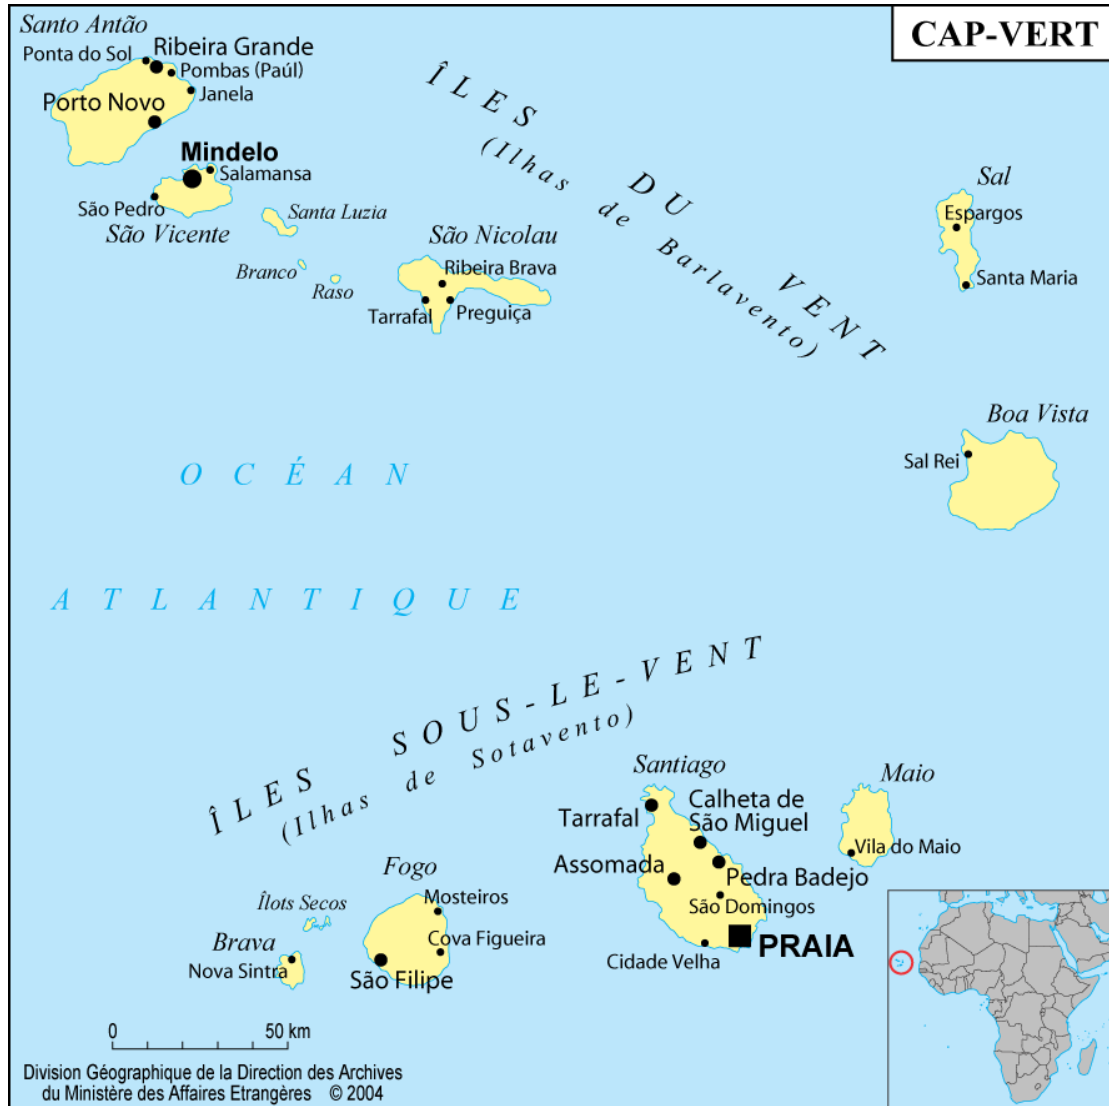 CAP-VERT
Santo Antão
Ponta do Sol
Ribeira Grande
Pombas (Paúl)
Janela
Porto Novo
Mindelo
Salamansa
São Pedro
São Vicente
Santa Luzia
Branco
Raso
São Nicolau
Ribeira Brava
Tarrafal
Preguiça
ÎLES DU VENT
(Ilhas de Barlavento)
Sal
Espargos
Santa Maria
Boa Vista
Sal Rei
OCÉAN
ATLANTIQUE
ÎLES SOUS-LE-VENT
(Ilhas de Sotavento)
Santiago
Tarrafal
Calheta de
São Miguel
Assomada
Pedra Badejo
São Domingos
PRAIA
Cidade Velha
Maio
Vila do Maio
Fogo
Mosteiros
Cova Figueira
São Filipe
Îlots Secos
Brava
Nova Sintra
0 50 km
Division Géographique de la Direction des Archives
du Ministère des Affaires Etrangères © 2004